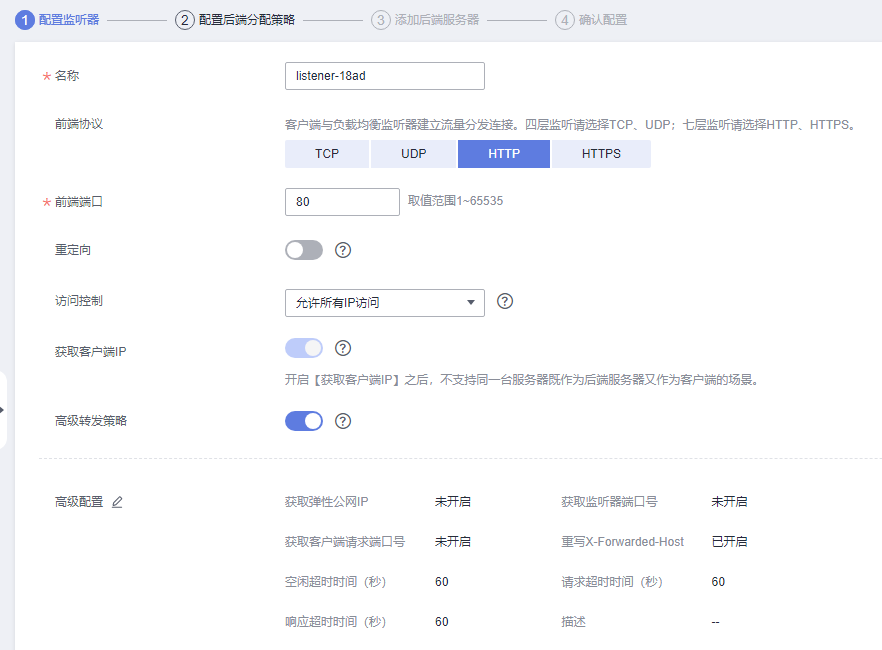 1 配置监听器 2 配置后端分配策略 3 添加后端服务器 4 确认配置
* 名称 listener-18ad
前端协议 客户端与负载均衡监听器建立流量分发连接。四层监听请选择TCP、UDP；七层监听请选择HTTP、HTTPS。
TCP UDP HTTP HTTPS
* 前端端口 80 取值范围1~65535
重定向 ?
访问控制 允许所有IP访问 ?
获取客户端IP ?
开启【获取客户端IP】之后，不支持同一台服务器既作为后端服务器又作为客户端的场景。
高级转发策略 ?
高级配置 获取弹性公网IP 未开启 获取监听器端口号 未开启
获取客户端请求端口号 未开启 重写X-Forwarded-Host 已开启
空闲超时时间（秒） 60 请求超时时间（秒） 60
响应超时时间（秒） 60 描述 --